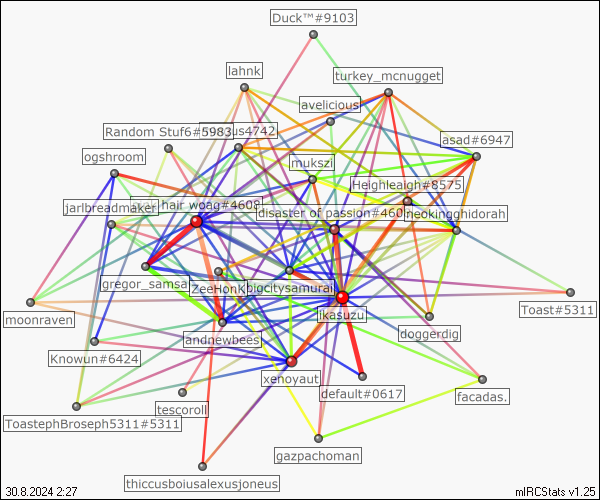 Duck™#9103
lahnk
turkey_mcnugget
avelicious
Random Stuf6#5983
us4742
asad#6947
ogshroom
mukszi
Heighleaigh#8575
jarlbreadmaker
hair woag#4608
disaster of passion#460
neokingghidorah
gregor_samsa
ZeeHonk
bigcitysamurai
ikasuzu
moonraven
Toast#5311
andnewbees
doggerdig
Knowun#6424
xenoyaut
default#0617
facadas.
ToastephBroseph5311#5311
tescoroll
gazpachoman
thiccusboiusalexusjoneus
30.8.2024 2:27
mIRCStats v1.25